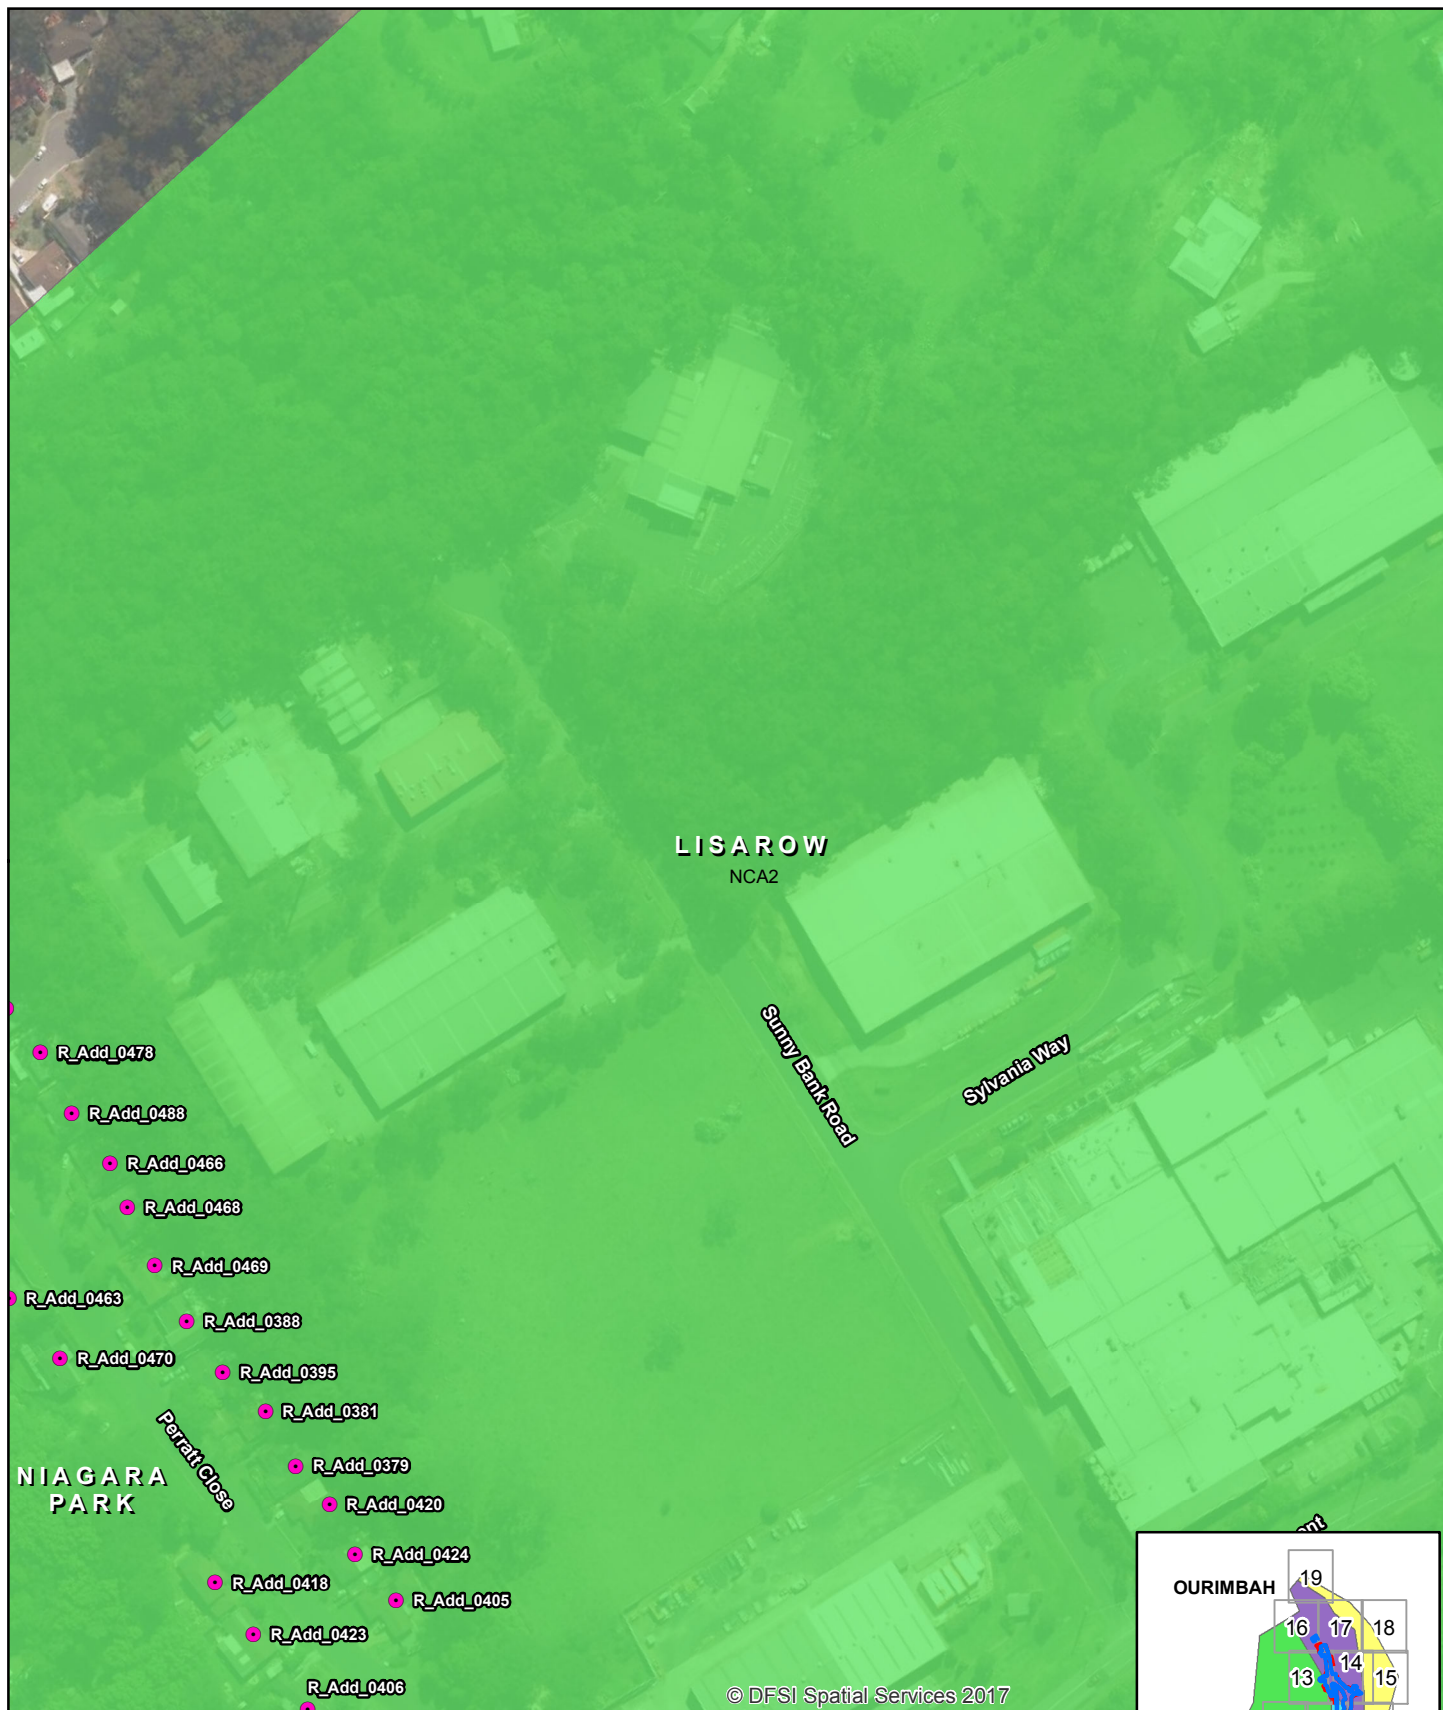 LISAROW
NCA2
Sunny Bank Road
Sylvania Way
R_Add_0478
R_Add_0488
R_Add_0466
R_Add_0468
R_Add_0469
R_Add_0463
R_Add_0388
R_Add_0470
R_Add_0395
R_Add_0381
Perratt Close
NIAGARA
PARK
R_Add_0379
R_Add_0420
R_Add_0424
R_Add_0418
R_Add_0405
R_Add_0423
R_Add_0406
© DFSI Spatial Services 2017
OURIMBAH
19
16
17
18
14
13
15